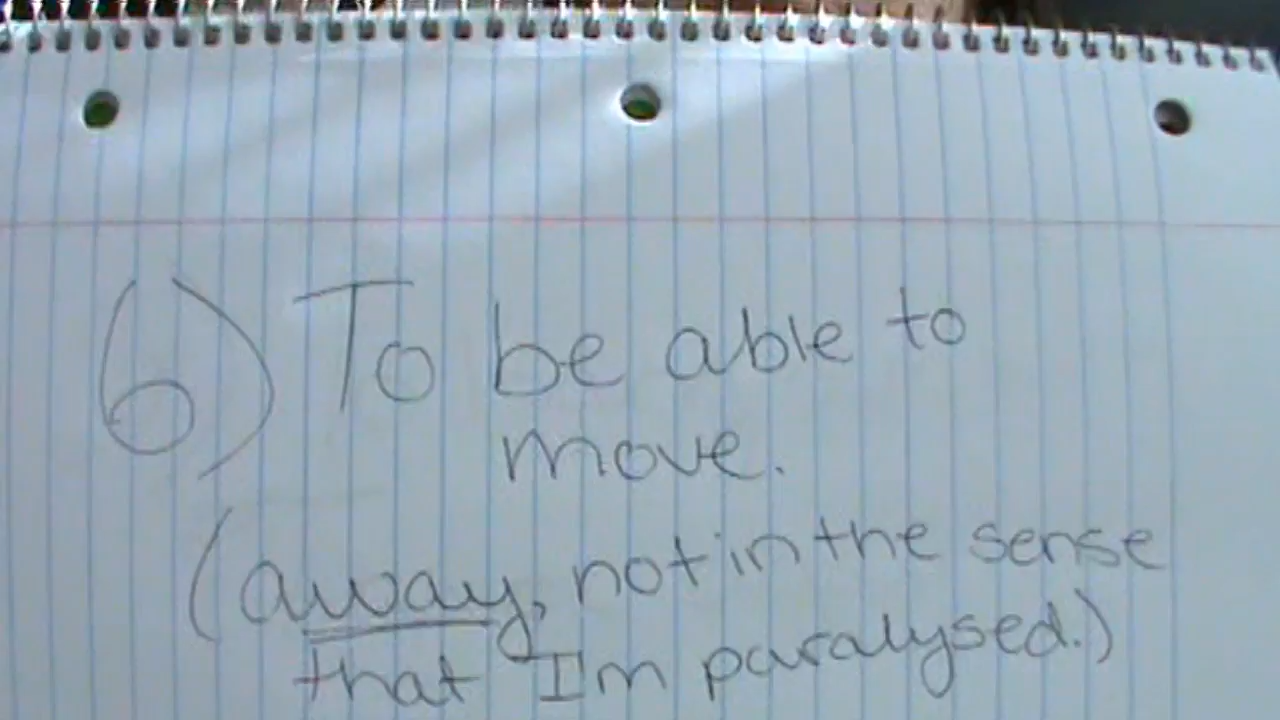 6) To be able to
move.
(away, not in the sense
that I'm paralysed.)